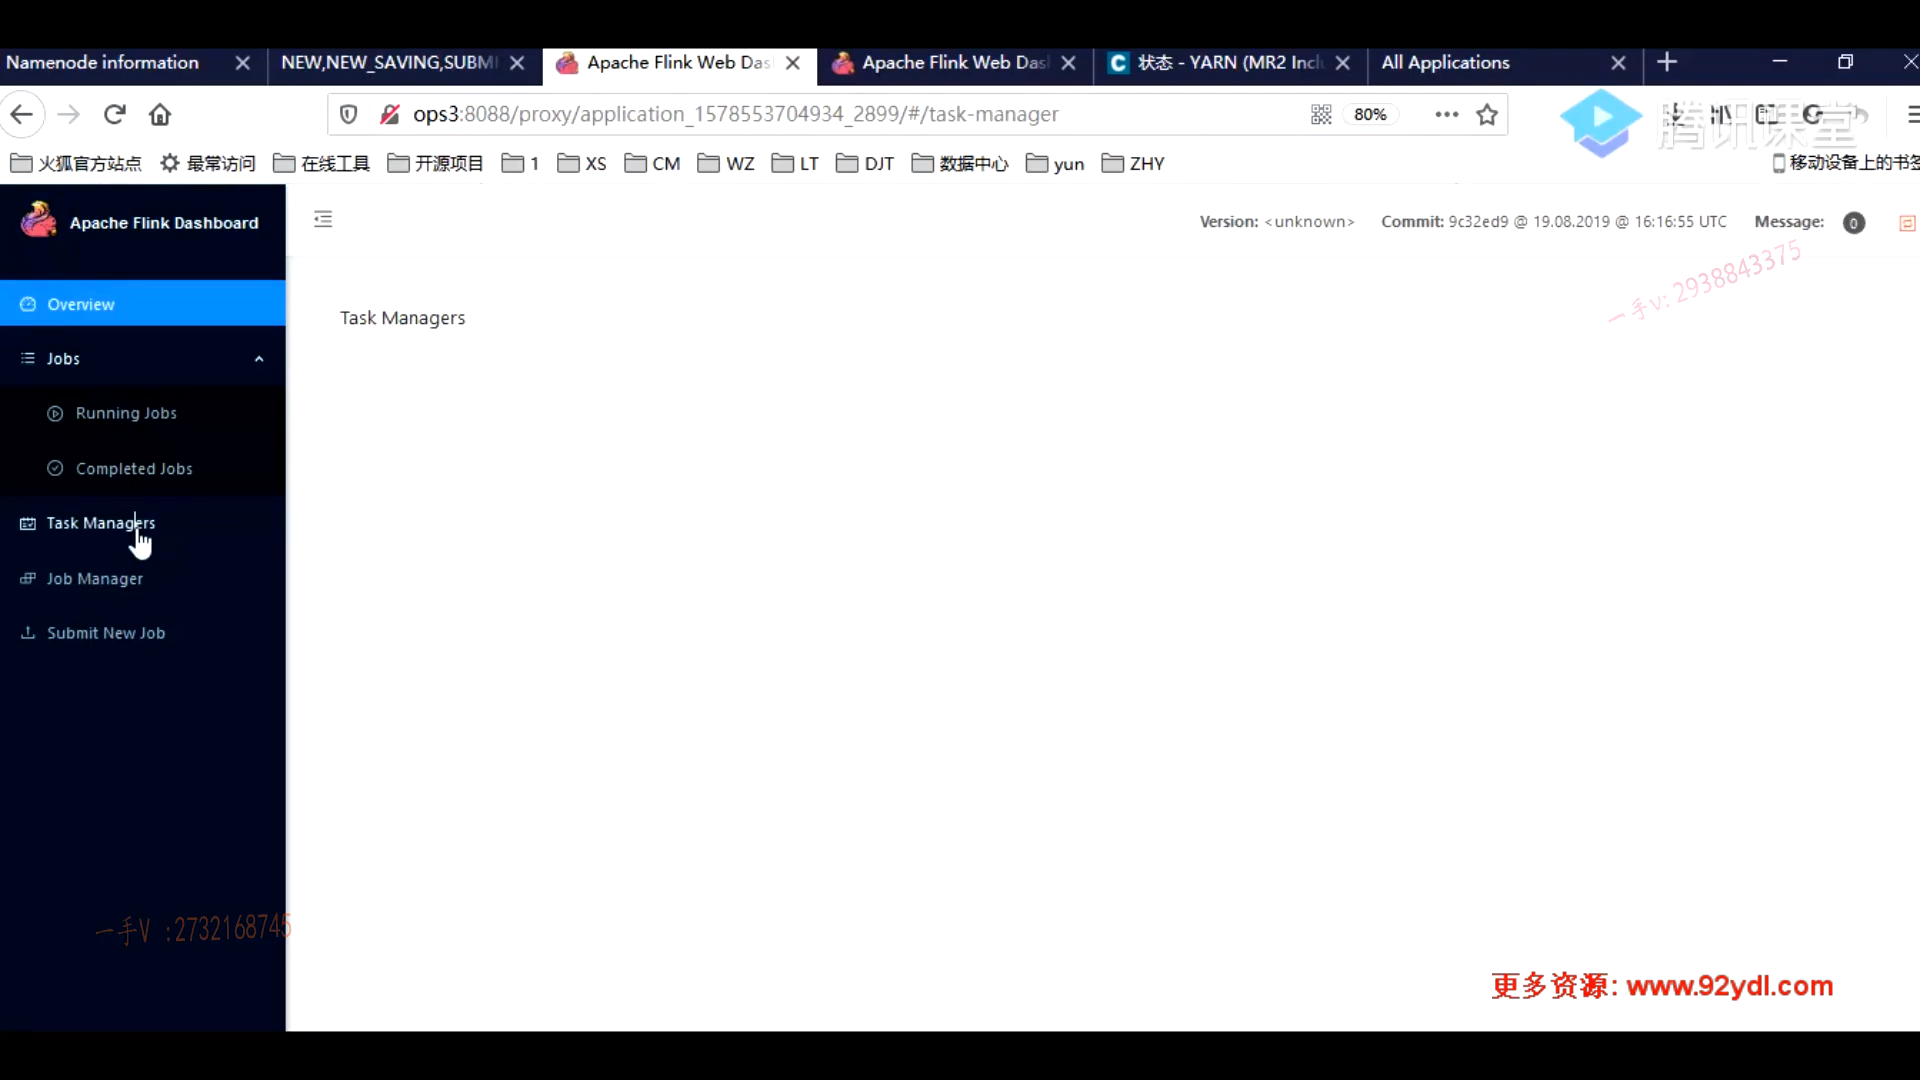 Namenode information
NEW,NEW_SAVING,SUBMI
Apache Flink Web Das
Apache Flink Web Das
状态 - YARN (MR2 Inclu
All Applications
ops3:8088/proxy/application_1578553704934_2899/#/task-manager
80%
腾讯课堂
火狐官方站点
最常访问
在线工具
开源项目
1
XS
CM
WZ
LT
DJT
数据中心
yun
ZHY
移动设备上的书签
Apache Flink Dashboard
Version: <unknown>
Commit: 9c32ed9 @ 19.08.2019 @ 16:16:55 UTC
Message: 0
一手v: 2938843375
Overview
Task Managers
Jobs
Running Jobs
Completed Jobs
Task Managers
Job Manager
Submit New Job
一手V :2732168745
更多资源: www.92ydl.com